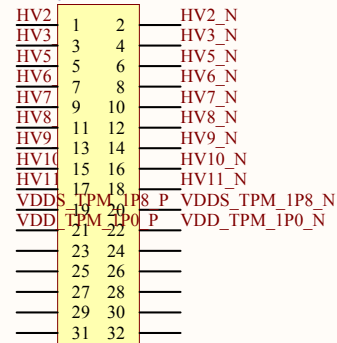 HV2 1 2 HV2_N
HV3 3 4 HV3_N
HV5 5 6 HV5_N
HV6 7 8 HV6_N
HV7 9 10 HV7_N
HV8 11 12 HV8_N
HV9 13 14 HV9_N
HV10 15 16 HV10_N
HV11 17 18 HV11_N
VDDS_TPM_1P8_P 19 20 VDDS_TPM_1P8_N
VDD_TPM_1P0_P 21 22 VDD_TPM_1P0_N
23 24
25 26
27 28
29 30
31 32